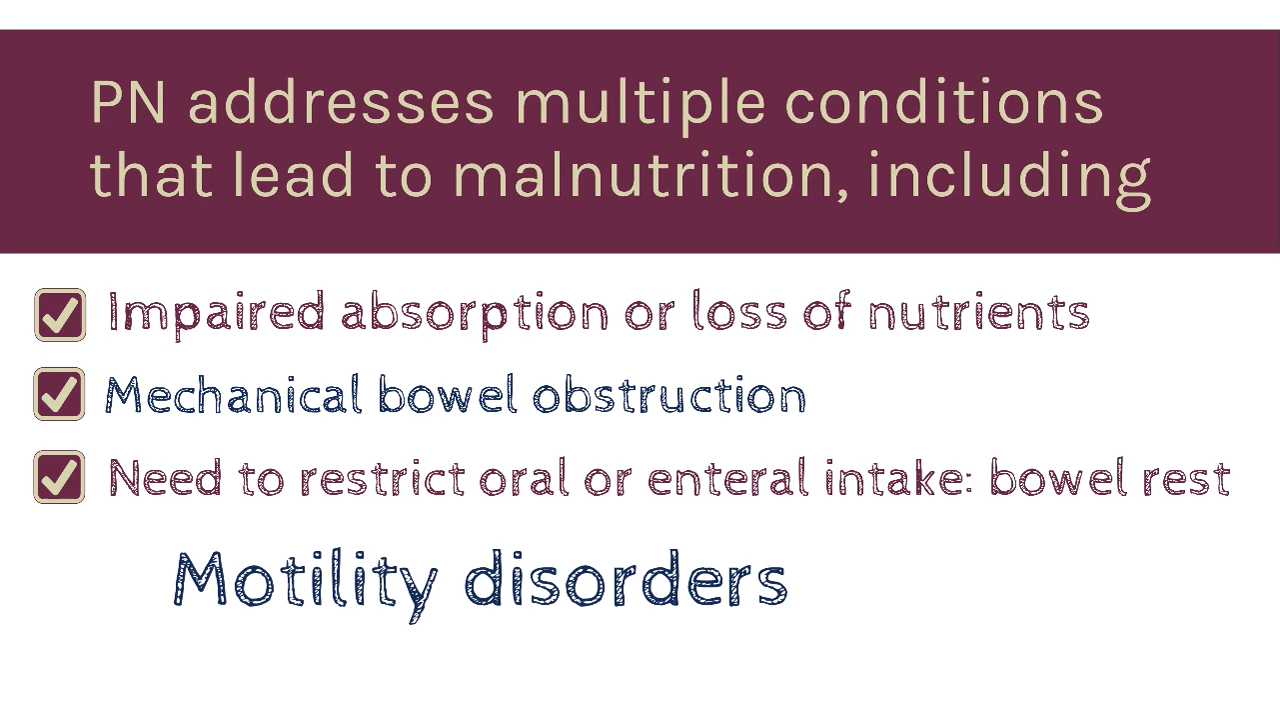 PN addresses multiple conditions
that lead to malnutrition, including
Impaired absorption or loss of nutrients
Mechanical bowel obstruction
Need to restrict oral or enteral intake: bowel rest
Motility disorders